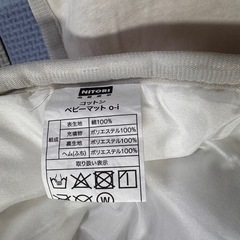 NITORI
コットン
ベビーマット o-i
組成
表生地 綿100%
充填物 ポリエステル100%
裏生地 ポリエステル100%
ヘム(ふち) ポリエステル100%
取り扱い表示
W